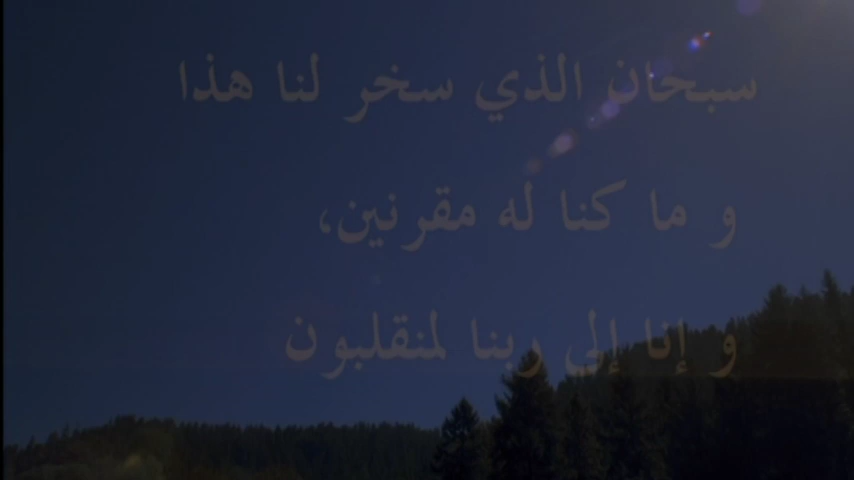 سبحان الذي سخر لنا هذا
و ما كنا له مقرنين،
و إنا إلى ربنا لمنقلبون